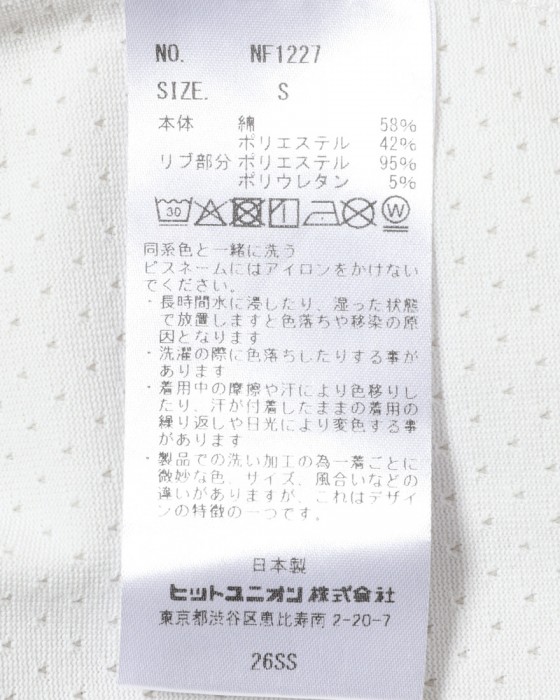 NO. NF1227
SIZE. S
本体 綿 58%
ポリエステル 42%
リブ部分 ポリエステル 95%
ポリウレタン 5%
30 W
同系色と一緒に洗う
ピスネームにはアイロンをかけない
でください。
・長時間水に浸したり、湿った状態
で放置しますと色落ちや移染の原
因となります
・洗濯の際に色落ちしたりする事が
あります
・着用中の摩擦や汗により色移りし
たり、汗が付着したままの着用の
繰り返しや日光により変色する事
があります
・製品での洗い加工の為一着ごとに
微妙な色、サイズ、風合いなどの
違いがありますが、これはデザイ
ンの特徴の一つです。
日本製
ヒットユニオン株式会社
東京都渋谷区恵比寿南 2-20-7
26SS